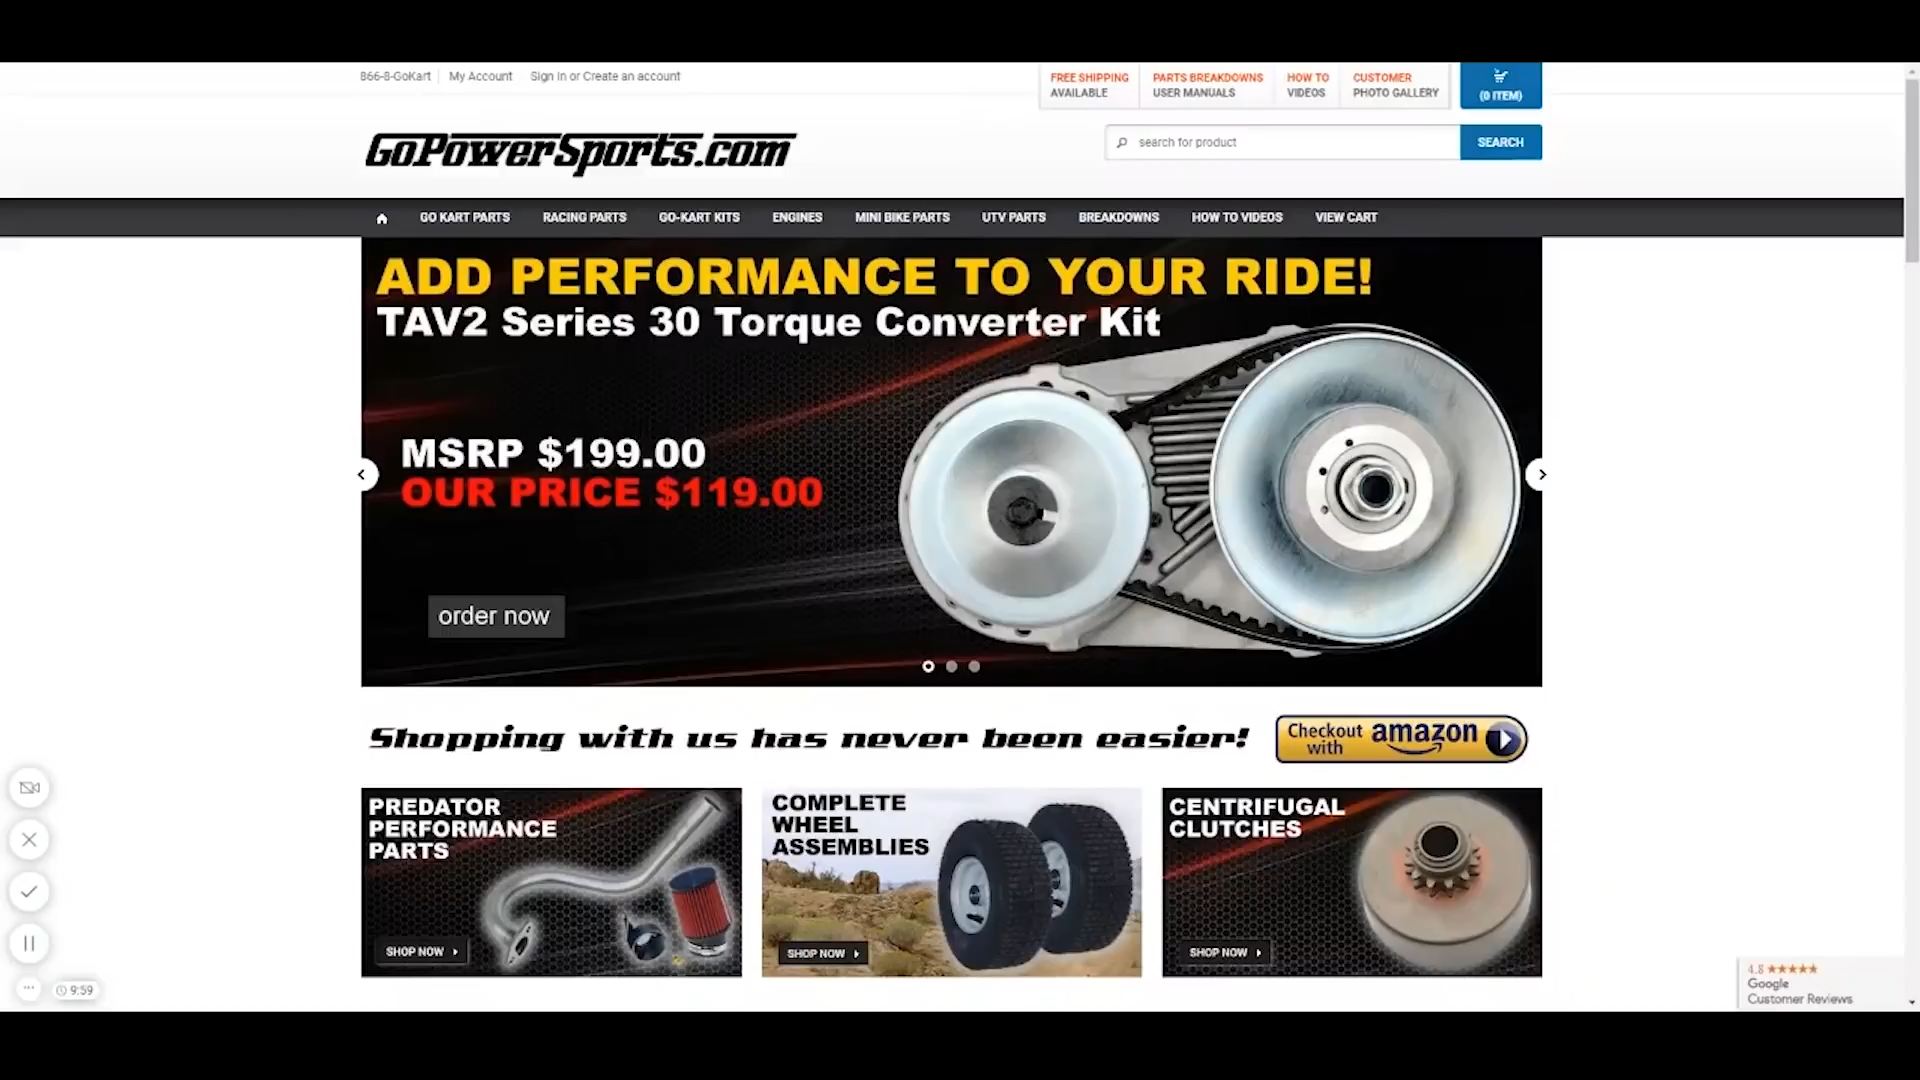 866-8-GoKart
My Account
Sign in or Create an account
FREE SHIPPING
AVAILABLE
PARTS BREAKDOWNS
USER MANUALS
HOW TO
VIDEOS
CUSTOMER
PHOTO GALLERY
(0 ITEM)
GoPowerSports.com
search for product
SEARCH
GO KART PARTS
RACING PARTS
GO-KART KITS
ENGINES
MINI BIKE PARTS
UTV PARTS
BREAKDOWNS
HOW TO VIDEOS
VIEW CART
ADD PERFORMANCE TO YOUR RIDE!
TAV2 Series 30 Torque Converter Kit
MSRP $199.00
OUR PRICE $119.00
order now
Shopping with us has never been easier!
Checkout
with
amazon
PREDATOR
PERFORMANCE
PARTS
SHOP NOW
COMPLETE
WHEEL
ASSEMBLIES
SHOP NOW
CENTRIFUGAL
CLUTCHES
SHOP NOW
9:59
4.8
Google
Customer Reviews